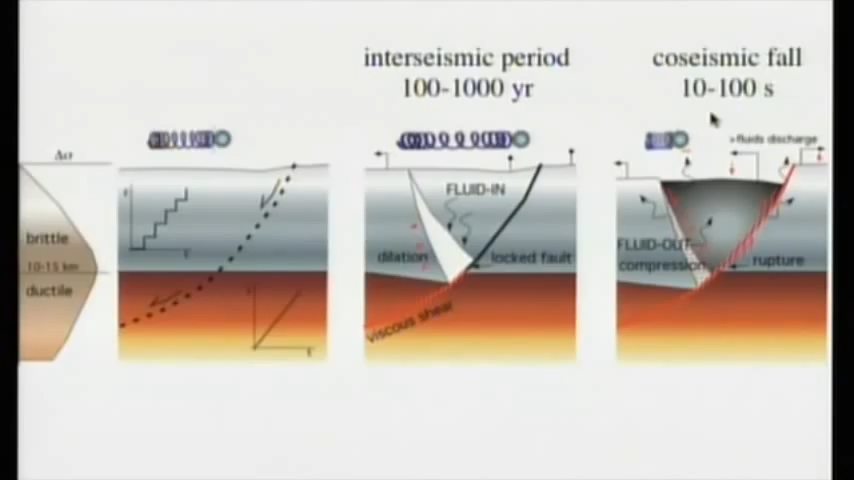 interseismic period
100-1000 yr
coseismic fall
10-100 s
Δσ
brittle
10-15 km
ductile
t
FLUID-IN
dilation
locked fault
viscous shear
fluids discharge
FLUID-OUT
compression
rupture